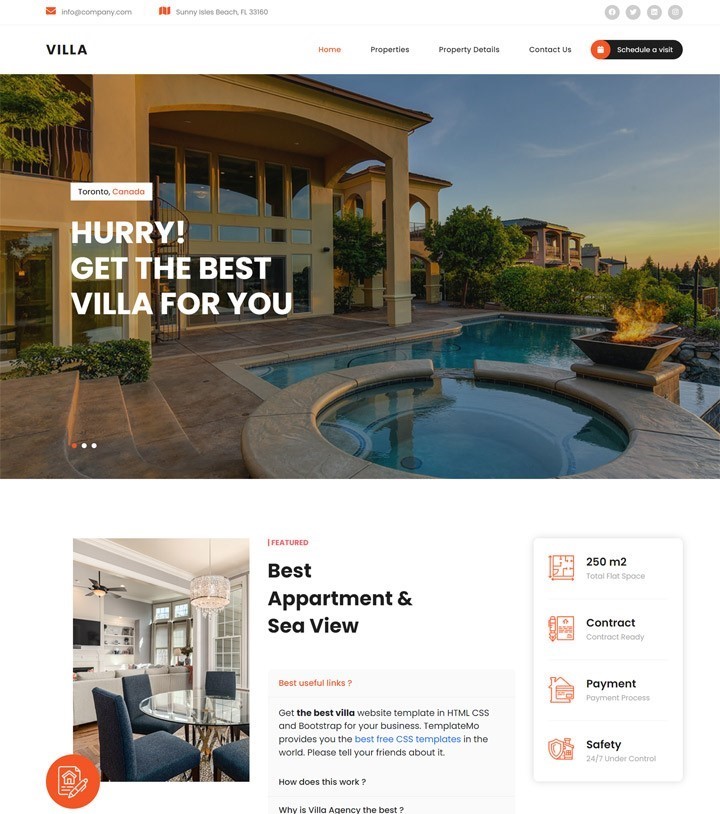 info@company.com
Sunny Isles Beach, FL 33160
VILLA
Home
Properties
Property Details
Contact Us
Schedule a visit
Toronto, Canada
HURRY!
GET THE BEST
VILLA FOR YOU
| FEATURED
Best
Appartment &
Sea View
Best useful links ?
Get the best villa website template in HTML CSS
and Bootstrap for your business. TemplateMo
provides you the best free CSS templates in the
world. Please tell your friends about it.
How does this work ?
Why is Villa Agency the best ?
250 m2
Total Flat Space
Contract
Contract Ready
Payment
Payment Process
Safety
24/7 Under Control